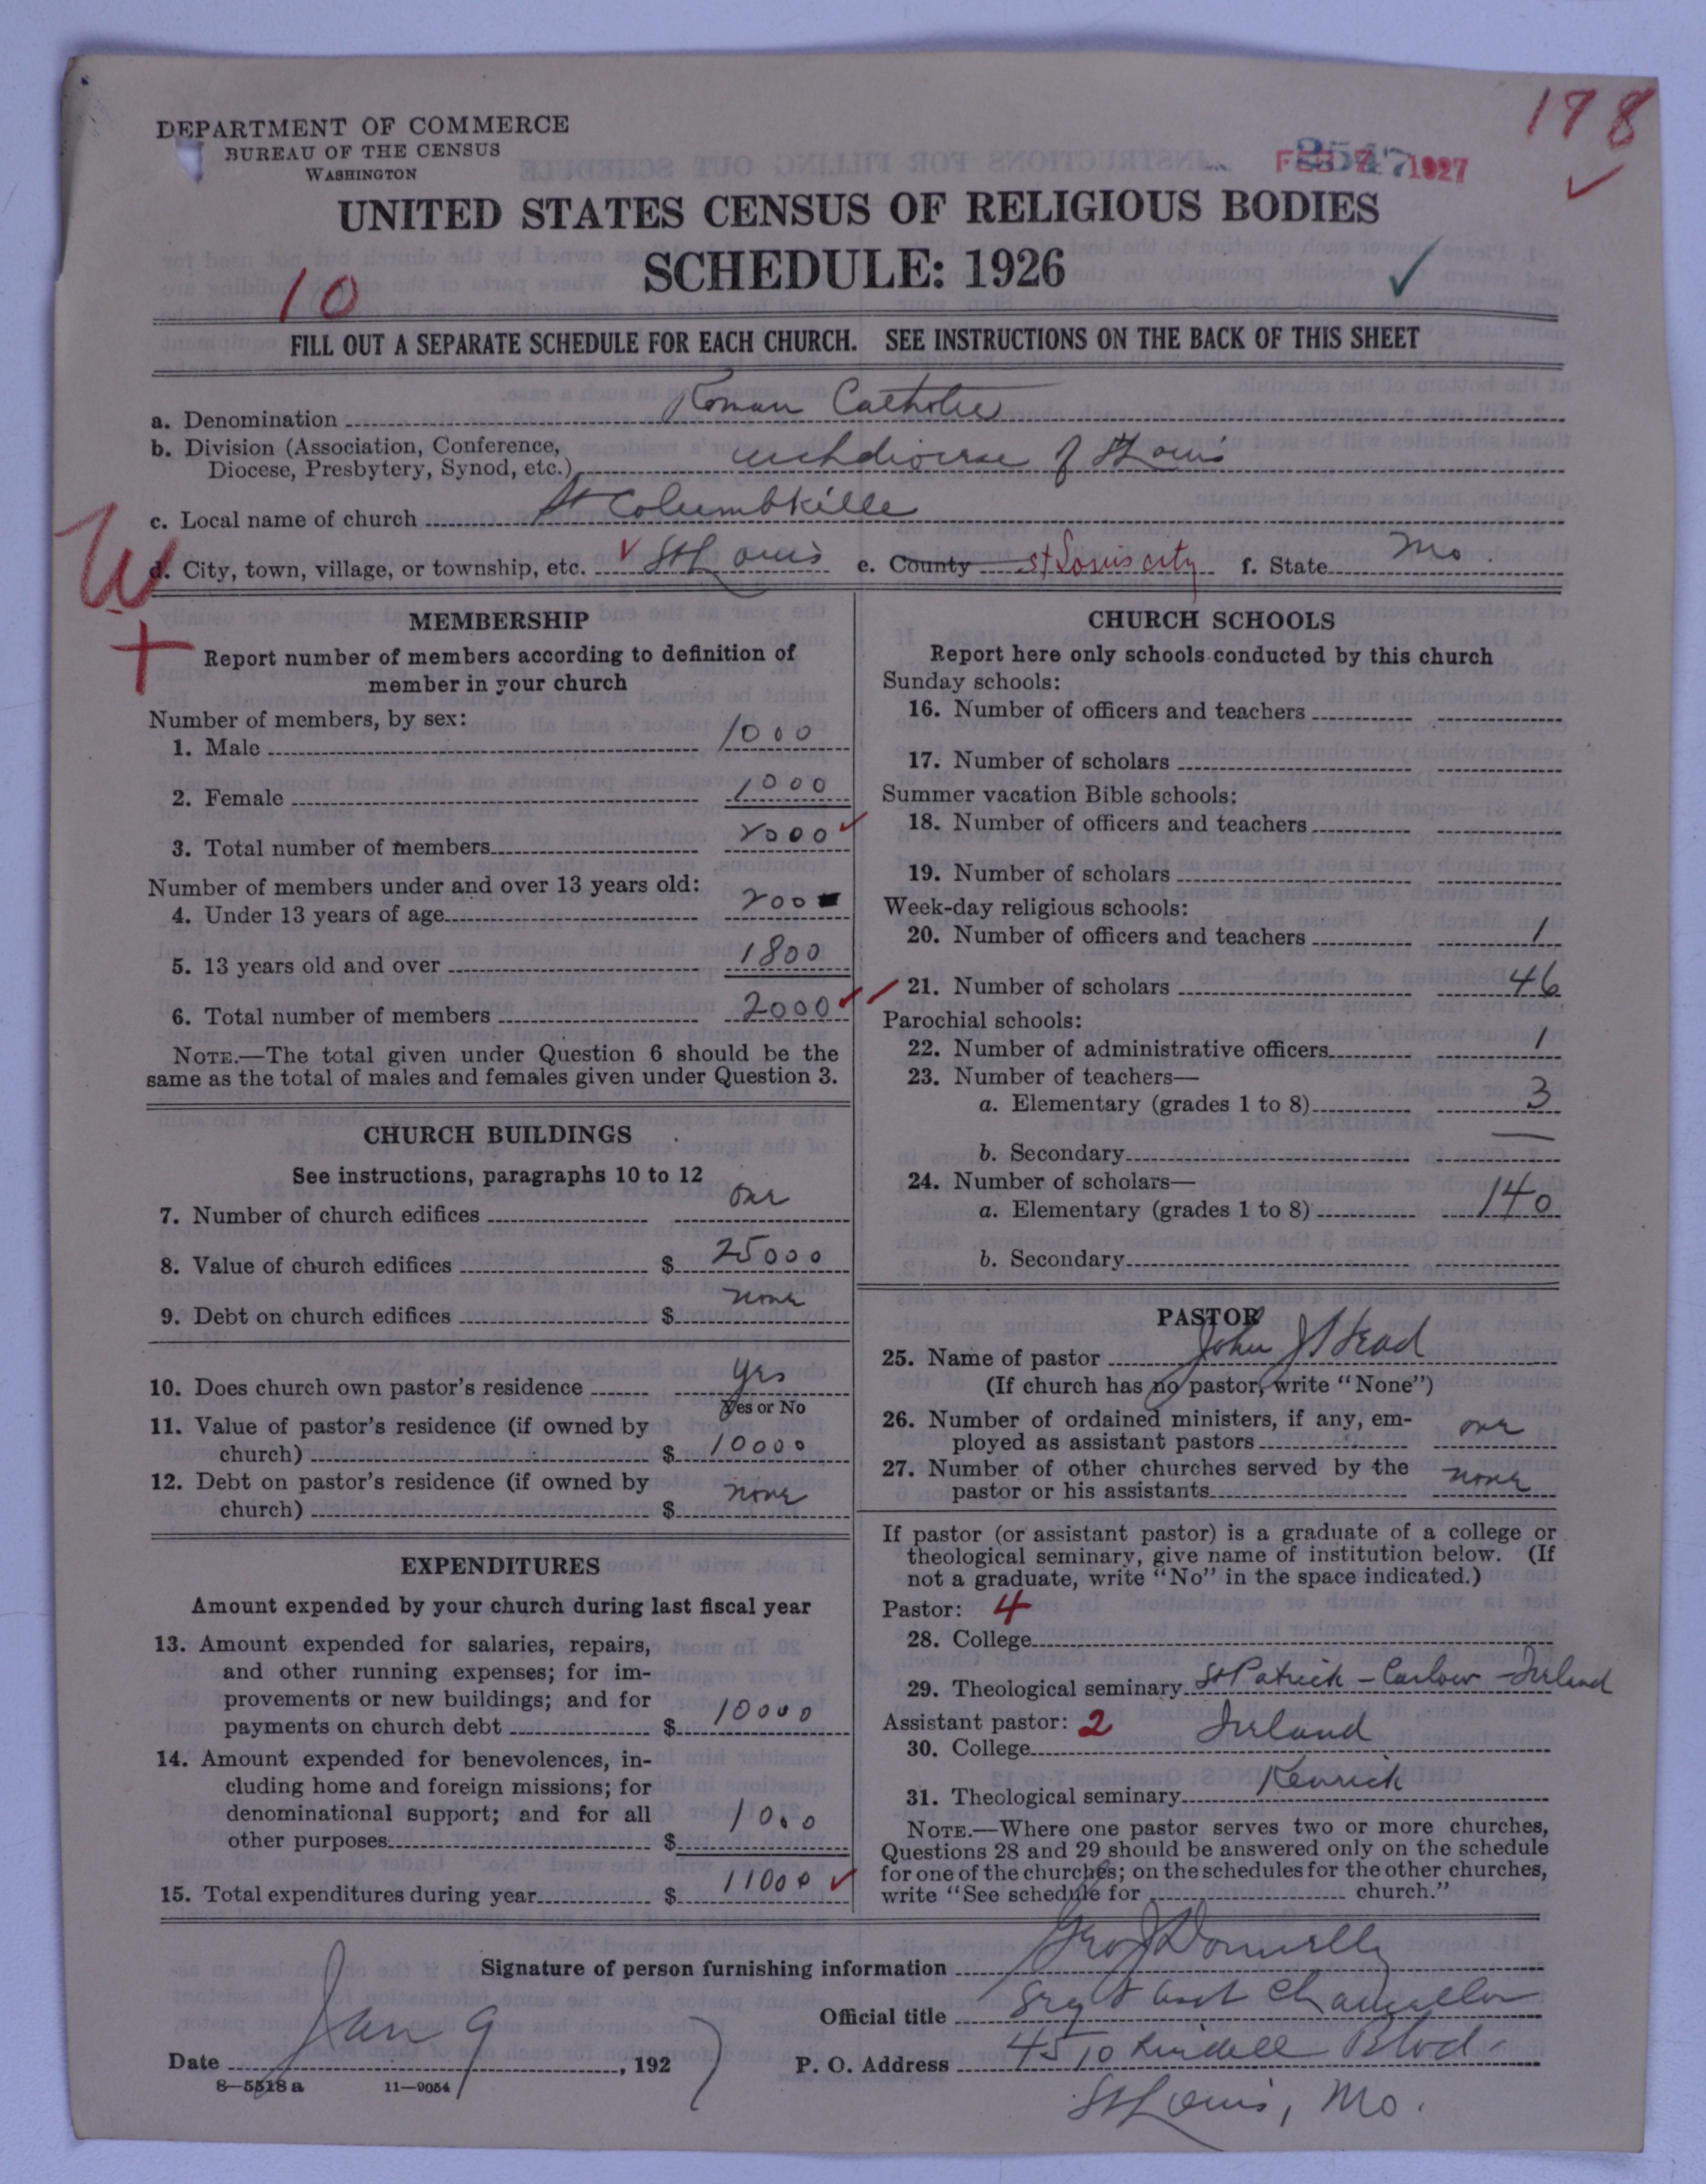 178
DEPARTMENT OF COMMERCE
BUREAU OF THE CENSUS
WASHINGTON
FEB 7 1927
UNITED STATES CENSUS OF RELIGIOUS BODIES
SCHEDULE: 1926
10
FILL OUT A SEPARATE SCHEDULE FOR EACH CHURCH. SEE INSTRUCTIONS ON THE BACK OF THIS SHEET
a. Denomination Roman Catholic
b. Division (Association, Conference,
Diocese, Presbytery, Synod, etc.) archdiocese of St Louis
c. Local name of church St Columbkille
d. City, town, village, or township, etc. St Louis e. County St Louis city f. State Mo
W
+
MEMBERSHIP
Report number of members according to definition of
member in your church
Number of members, by sex:
1. Male 1000
2. Female 1000
3. Total number of members 2000
Number of members under and over 13 years old:
4. Under 13 years of age 200
5. 13 years old and over 1800
6. Total number of members 2000
NOTE.—The total given under Question 6 should be the
same as the total of males and females given under Question 3.
CHURCH BUILDINGS
See instructions, paragraphs 10 to 12
7. Number of church edifices one
8. Value of church edifices $ 25000
9. Debt on church edifices $ none
10. Does church own pastor's residence yes
Yes or No
11. Value of pastor's residence (if owned by
church) $ 10000
12. Debt on pastor's residence (if owned by
church) $ none
EXPENDITURES
Amount expended by your church during last fiscal year
13. Amount expended for salaries, repairs,
and other running expenses; for im-
provements or new buildings; and for
payments on church debt $ 10000
14. Amount expended for benevolences, in-
cluding home and foreign missions; for
denominational support; and for all
other purposes $ 1000
15. Total expenditures during year $ 11000
CHURCH SCHOOLS
Report here only schools conducted by this church
Sunday schools:
16. Number of officers and teachers
17. Number of scholars
Summer vacation Bible schools:
18. Number of officers and teachers
19. Number of scholars
Week-day religious schools:
20. Number of officers and teachers 1
21. Number of scholars 46
Parochial schools:
22. Number of administrative officers 1
23. Number of teachers—
a. Elementary (grades 1 to 8) 3
b. Secondary —
24. Number of scholars—
a. Elementary (grades 1 to 8) 140
b. Secondary
PASTOR
25. Name of pastor John J Head
(If church has no pastor, write "None")
26. Number of ordained ministers, if any, em-
ployed as assistant pastors one
27. Number of other churches served by the
pastor or his assistants none
If pastor (or assistant pastor) is a graduate of a college or
theological seminary, give name of institution below. (If
not a graduate, write "No" in the space indicated.)
Pastor: 4
28. College
29. Theological seminary St Patrick - Carlow - Ireland
Assistant pastor: 2
30. College Ireland
31. Theological seminary Kenrick
NOTE.—Where one pastor serves two or more churches,
Questions 28 and 29 should be answered only on the schedule
for one of the churches; on the schedules for the other churches,
write "See schedule for church."
Signature of person furnishing information Geo J Donnelly
Official title Secy & asst Chancellor
Date Jan 9, 1927 P. O. Address 4510 Lindell Blvd.
8-5518a 11-9054
St Louis, Mo.